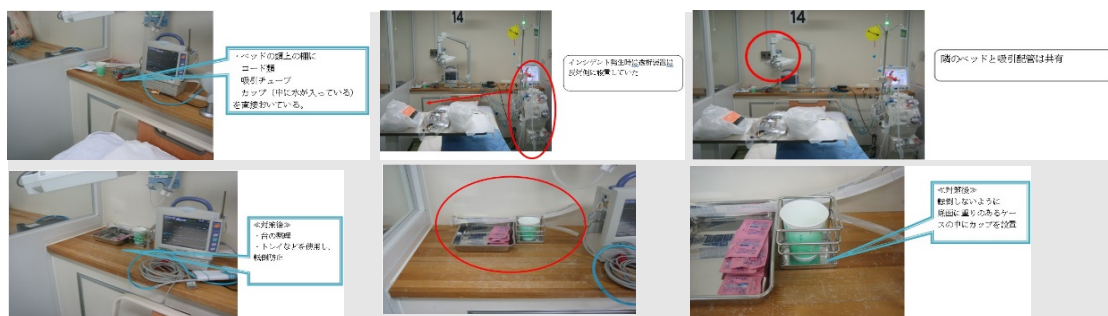 ・ベッドの頭上の棚に
コード類
吸引チューブ
カップ（中に水が入っている）
を直接おいている。
14
インシデント発生時は透析装置は
反対側に設置していた
14
隣のベッドと吸引配管は共有
≪対策後≫
・台の整理
・トレイなどを使用し、
転倒防止
≪対策後≫
転倒しないように
底面に重りのあるケー
スの中にカップを設置